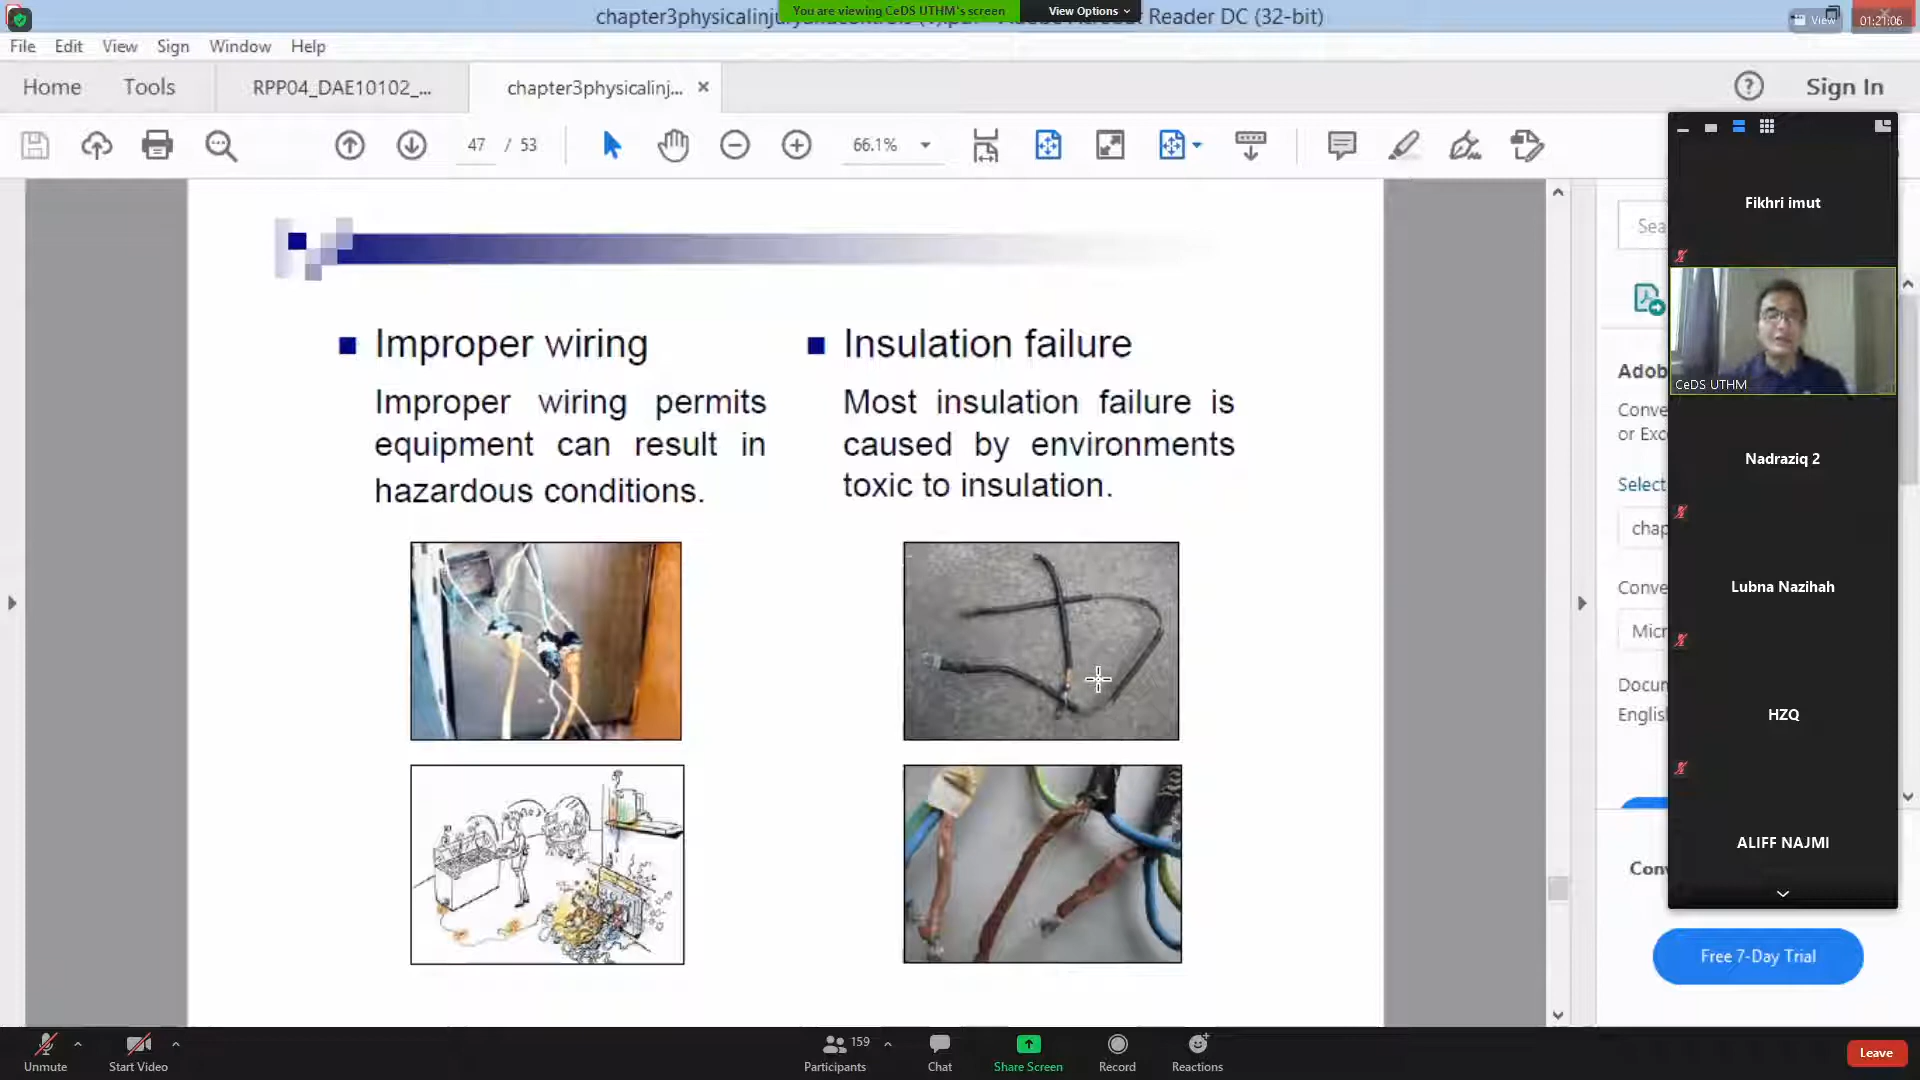 chapter3physicalinjury
You are viewing CeDS UTHM's screen
View Options
Reader DC (32-bit)
View
01:21:06
File Edit View Sign Window Help
Home Tools RPP04_DAE10102_... chapter3physicalinj... Sign In
47 / 53 66.1%
Improper wiring
Improper wiring permits
equipment can result in
hazardous conditions.
Insulation failure
Most insulation failure is
caused by environments
toxic to insulation.
Sea
Adob
Conve
or Exc
Select
chap
Conve
Micr
Docum
English
Conv
Free 7-Day Trial
Fikhri imut
CeDS UTHM
Nadraziq 2
Lubna Nazihah
HZQ
ALIFF NAJMI
Unmute
Start Video
Participants 159
Chat
Share Screen
Record
Reactions
Leave